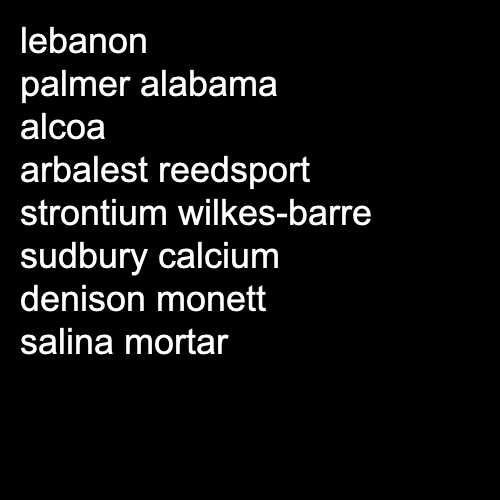 lebanon
palmer alabama
alcoa
arbalest reedsport
strontium wilkes-barre
sudbury calcium
denison monett
salina mortar